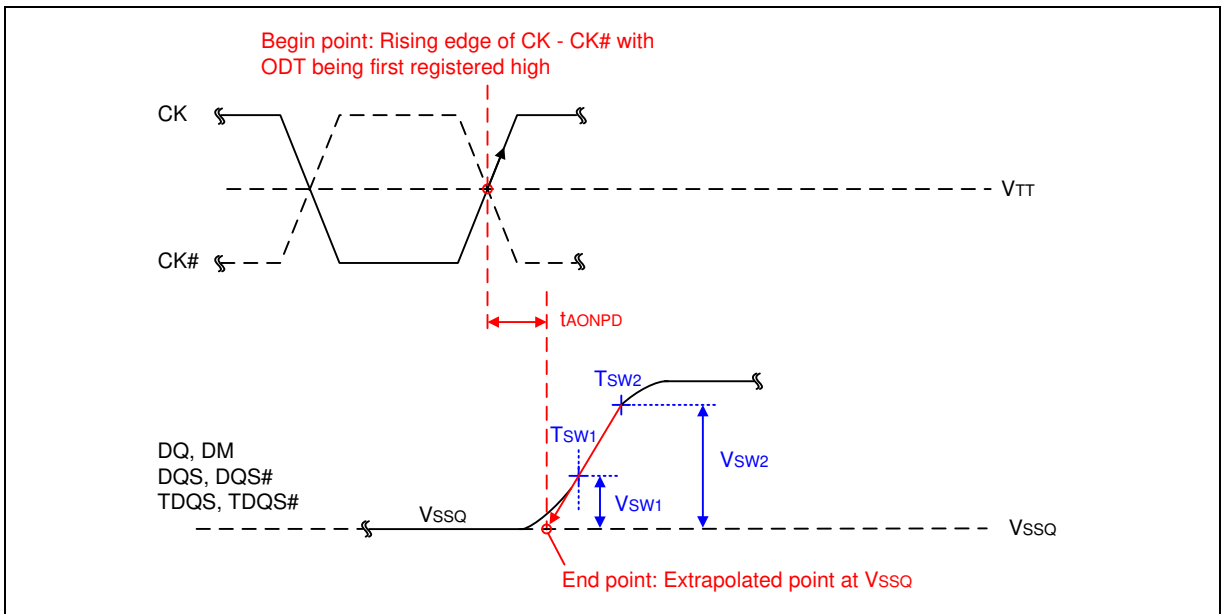 Begin point: Rising edge of CK - CK# with
ODT being first registered high
CK
VTT
CK#
tAONPD
TSW2
TSW1
DQ, DM
DQS, DQS#
TDQS, TDQS#
VSW2
VSW1
VSSQ
VSSQ
End point: Extrapolated point at VSSQ